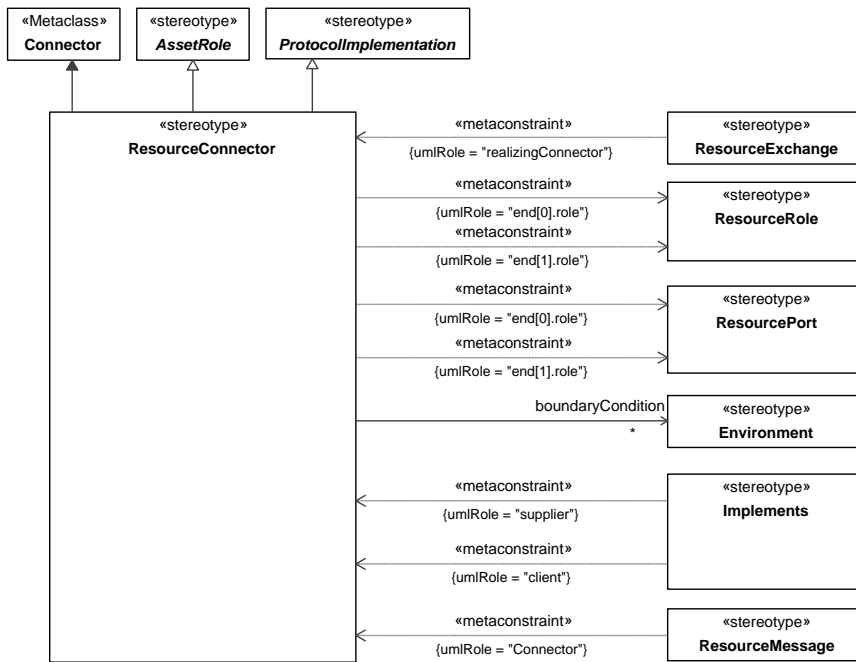 «Metaclass»
Connector
«stereotype»
AssetRole
«stereotype»
ProtocolImplementation
«stereotype»
ResourceConnector
«metaconstraint»
{umlRole = "realizingConnector"}
«stereotype»
ResourceExchange
«metaconstraint»
{umlRole = "end[0].role"}
«metaconstraint»
{umlRole = "end[1].role"}
«stereotype»
ResourceRole
«metaconstraint»
{umlRole = "end[0].role"}
«metaconstraint»
{umlRole = "end[1].role"}
«stereotype»
ResourcePort
boundaryCondition
*
«stereotype»
Environment
«metaconstraint»
{umlRole = "supplier"}
«metaconstraint»
{umlRole = "client"}
«stereotype»
Implements
«metaconstraint»
{umlRole = "Connector"}
«stereotype»
ResourceMessage